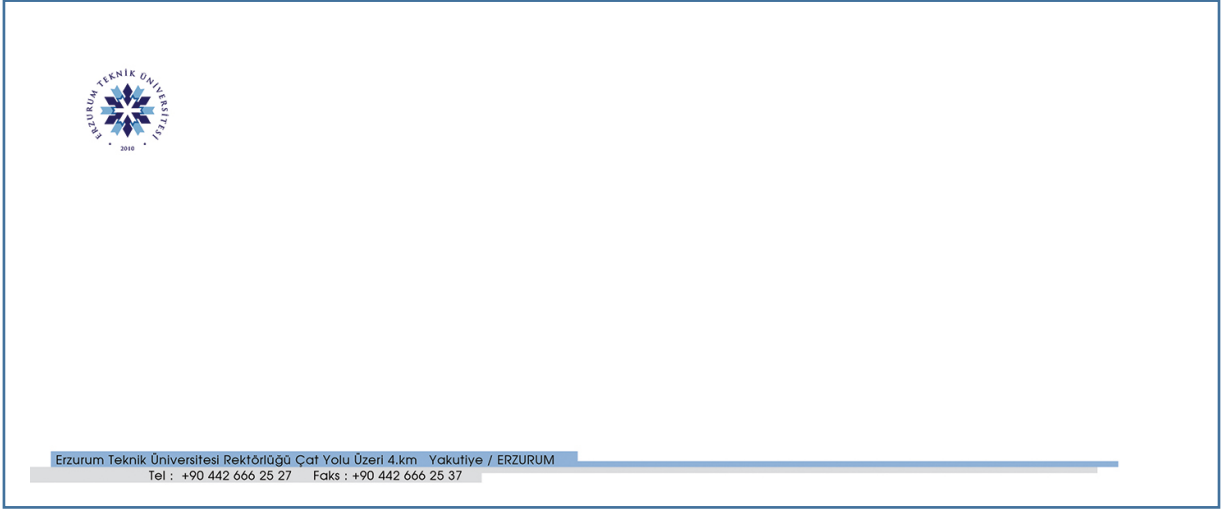 ERZURUM TEKNİK ÜNİVERSİTESİ
2010
Erzurum Teknik Üniversitesi Rektörlüğü Çat Yolu Üzeri 4.km Yakutiye / ERZURUM
Tel : +90 442 666 25 27 Faks : +90 442 666 25 37